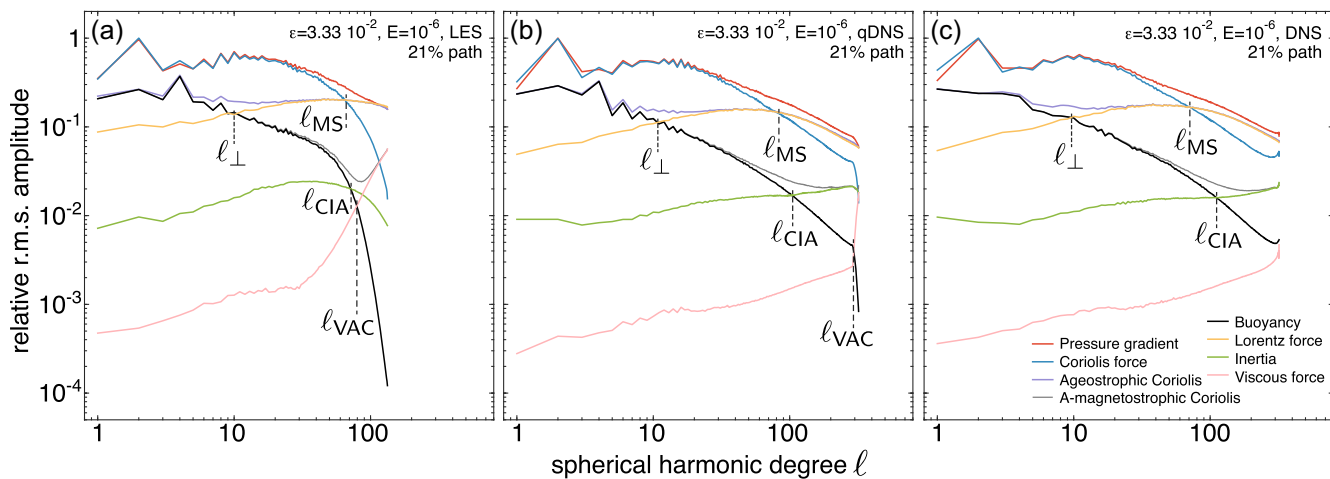 (a)
ε=3.33 10⁻², E=10⁻⁶, LES
21% path
(b)
ε=3.33 10⁻², E=10⁻⁶, qDNS
21% path
(c)
ε=3.33 10⁻², E=10⁻⁶, DNS
21% path
relative r.m.s. amplitude
1
10⁻¹
10⁻²
10⁻³
10⁻⁴
ℓ⊥
ℓMS
ℓCIA
ℓVAC
ℓ⊥
ℓMS
ℓCIA
ℓVAC
ℓ⊥
ℓMS
ℓCIA
Pressure gradient
Coriolis force
Ageostrophic Coriolis
A-magnetostrophic Coriolis
Buoyancy
Lorentz force
Inertia
Viscous force
1 10 100
1 10 100
1 10 100
spherical harmonic degree ℓ